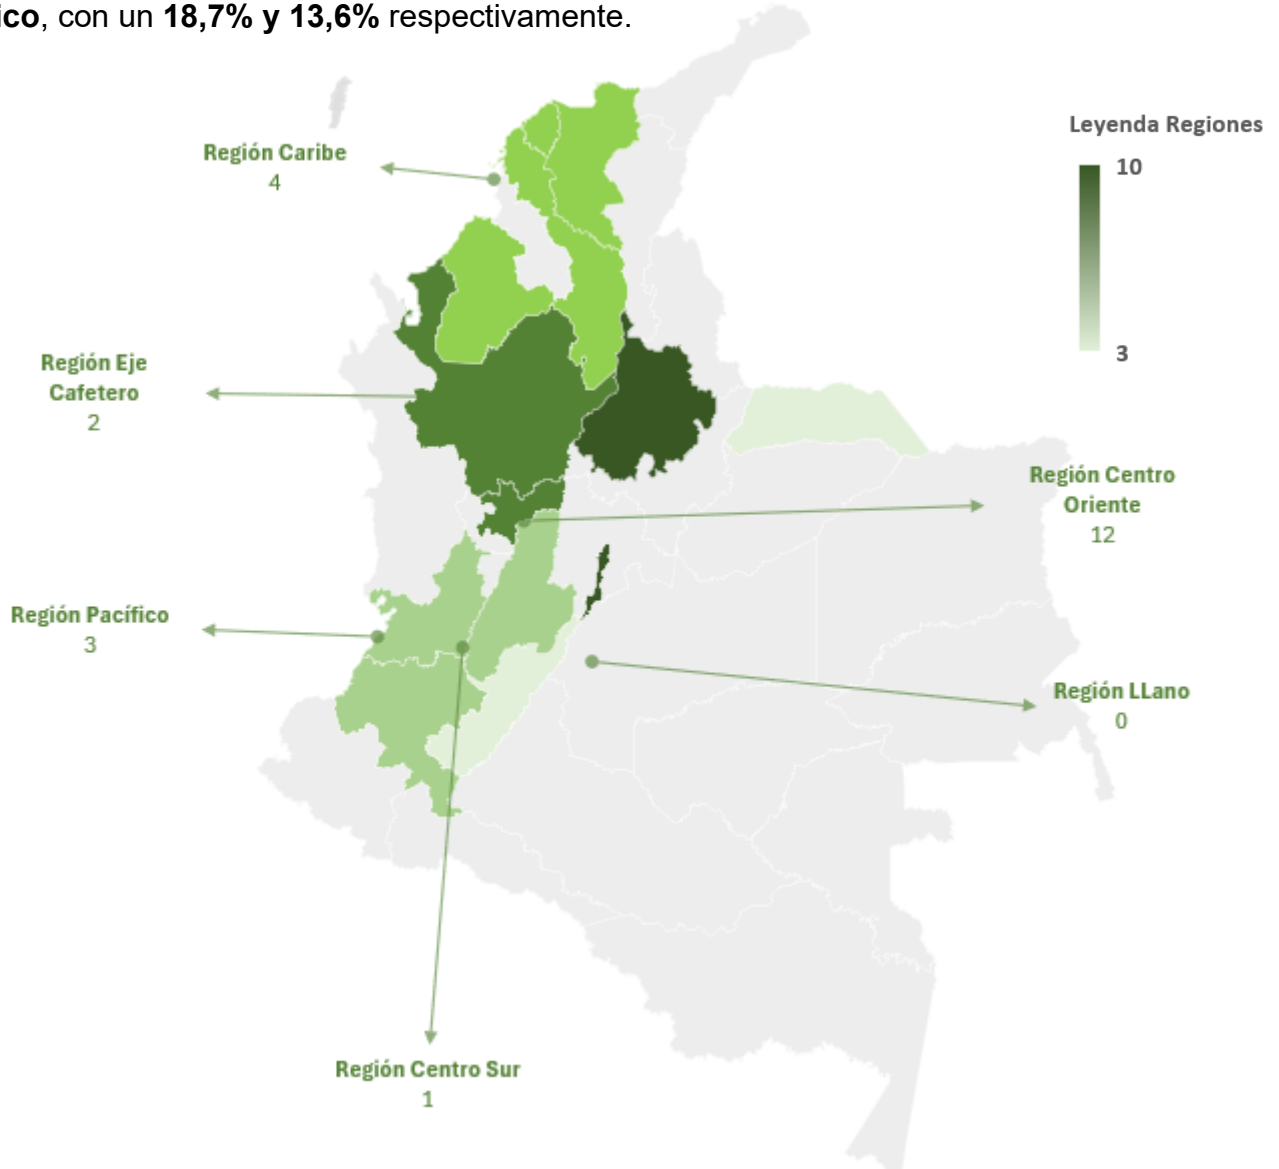 ico, con un 18,7% y 13,6% respectivamente.
Leyenda Regiones
10
3
Región Caribe
4
Región Eje
Cafetero
2
Región Centro
Oriente
12
Región Pacífico
3
Región LLano
0
Región Centro Sur
1